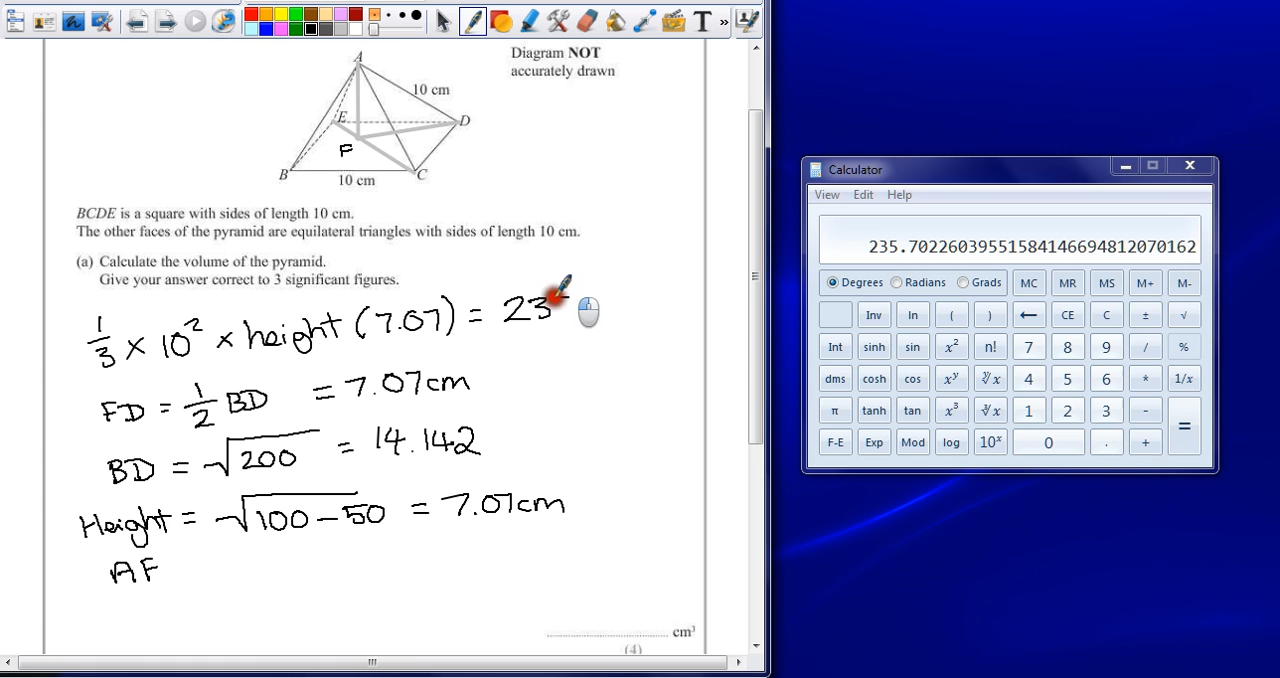 T »
Diagram NOT
accurately drawn
A
10 cm
E
D
F
B
C
10 cm
BCDE is a square with sides of length 10 cm.
The other faces of the pyramid are equilateral triangles with sides of length 10 cm.
(a) Calculate the volume of the pyramid.
Give your answer correct to 3 significant figures.
1/3 × 10² × height (7.07) = 235
FD = 1/2 BD = 7.07cm
BD = √200 = 14.142
Height = √100 – 50 = 7.07cm
AF
cm³
(4)
Calculator
View Edit Help
235.70226039551584146694812070162
Degrees Radians Grads MC MR MS M+ M-
Inv ln ( ) ← CE C ± √
Int sinh sin x² n! 7 8 9 / %
dms cosh cos xʸ ʸ√x 4 5 6 * 1/x
π tanh tan x³ ³√x 1 2 3 - =
F-E Exp Mod log 10ˣ 0 . +